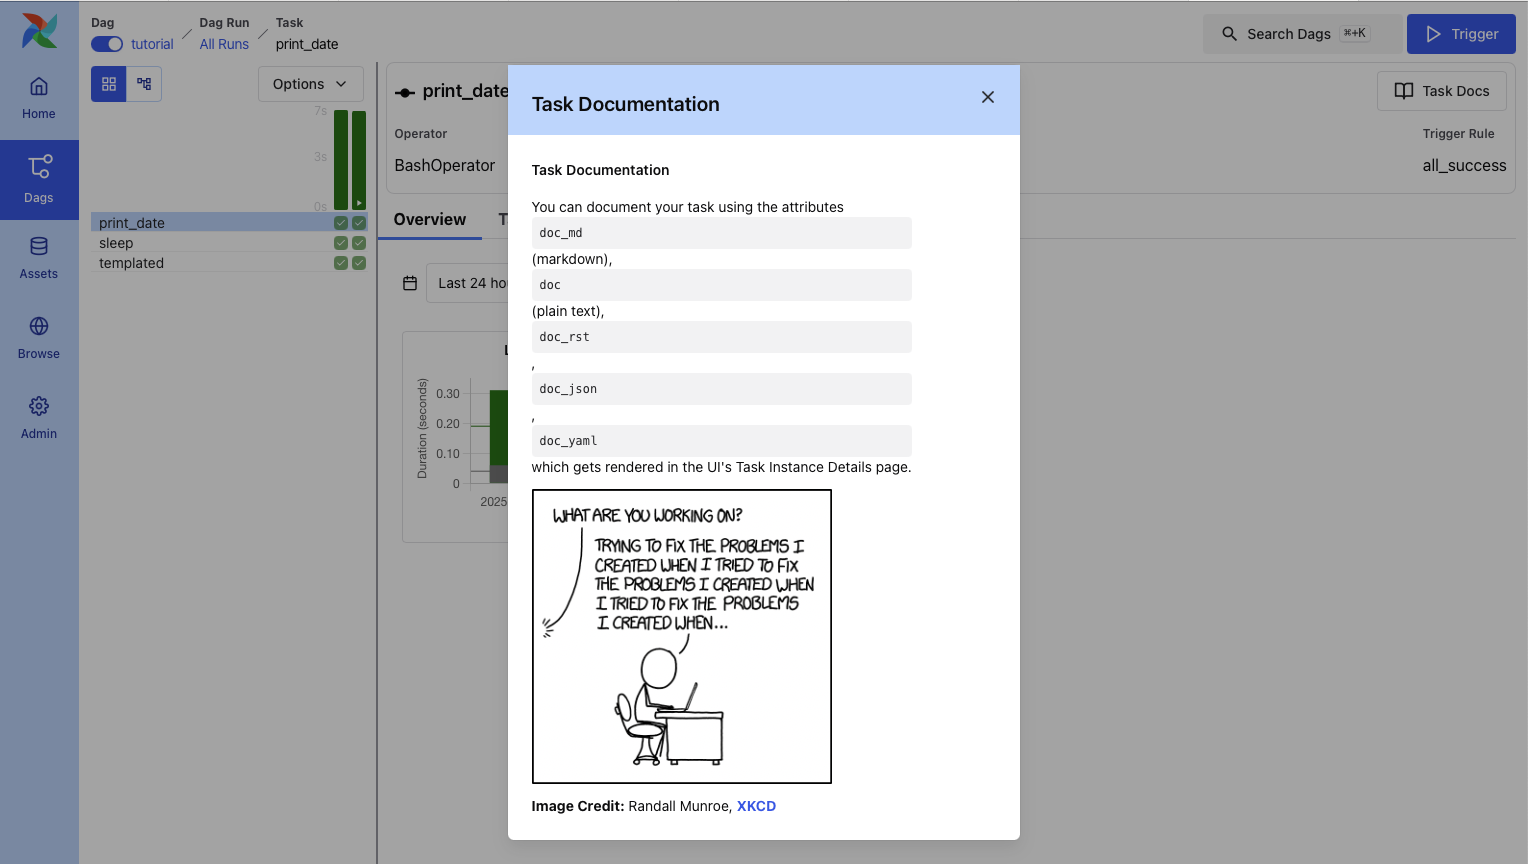 Dag
tutorial
Dag Run
All Runs
Task
print_date
Search Dags
⌘+K
Trigger
Home
Dags
Assets
Browse
Admin
Options
7s
3s
0s
print_date
sleep
templated
print_date
Task Docs
Operator
BashOperator
Trigger Rule
all_success
Overview
T
Last 24 ho
L
Duration (seconds)
0.30
0.20
0.10
0
2025
Task Documentation
Task Documentation
You can document your task using the attributes
doc_md
(markdown),
doc
(plain text),
doc_rst
,
doc_json
,
doc_yaml
which gets rendered in the UI's Task Instance Details page.
WHAT ARE YOU WORKING ON?
TRYING TO FIX THE PROBLEMS I
CREATED WHEN I TRIED TO FIX
THE PROBLEMS I CREATED WHEN
I TRIED TO FIX THE PROBLEMS
I CREATED WHEN...
Image Credit: Randall Munroe, XKCD